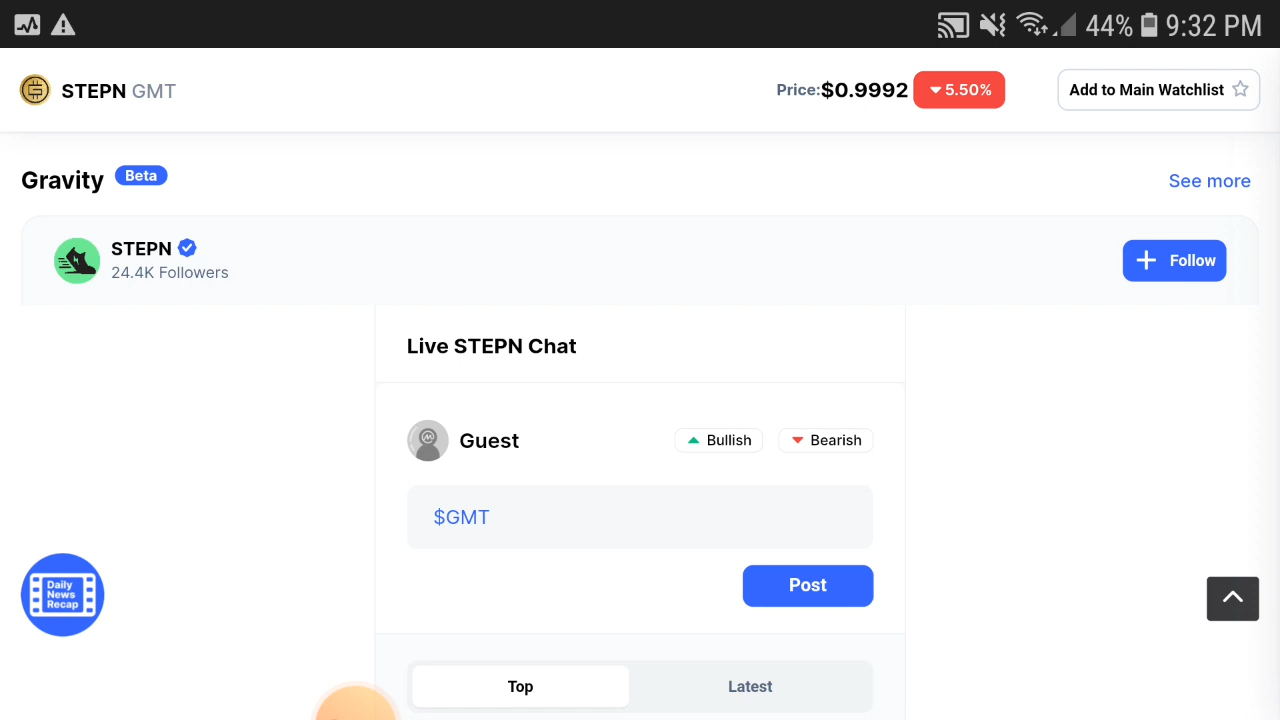 44% 9:32 PM
STEPN GMT Price:$0.9992 5.50% Add to Main Watchlist
Gravity Beta See more
STEPN
24.4K Followers
Follow
Live STEPN Chat
Guest Bullish Bearish
$GMT
Post
Daily
News
Recap
Top Latest